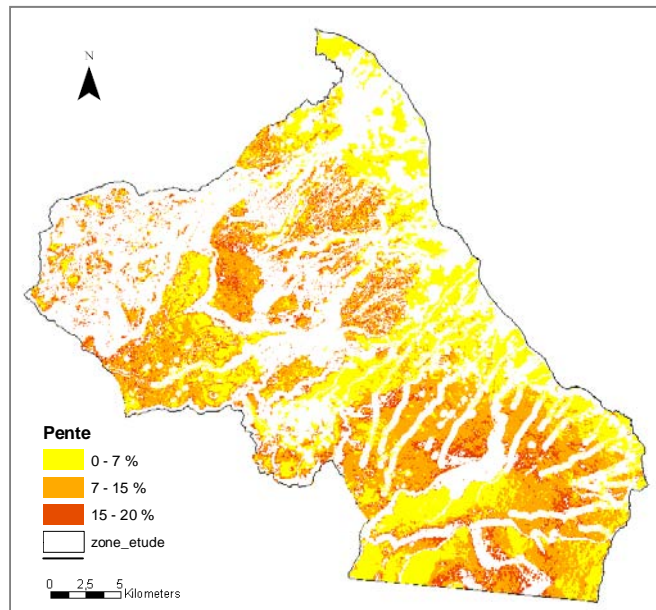 N
Pente
0 - 7 %
7 - 15 %
15 - 20 %
zone_etude
0 2,5 5
Kilometers